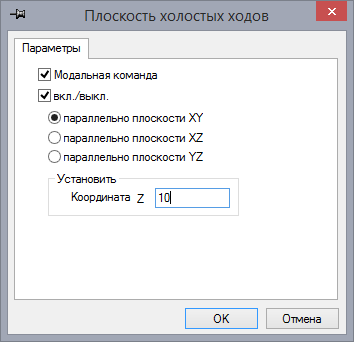 Плоскость холостых ходов
Параметры
Модальная команда
вкл./выкл.
параллельно плоскости XY
параллельно плоскости XZ
параллельно плоскости YZ
Установить
Координата Z 10
OK Отмена